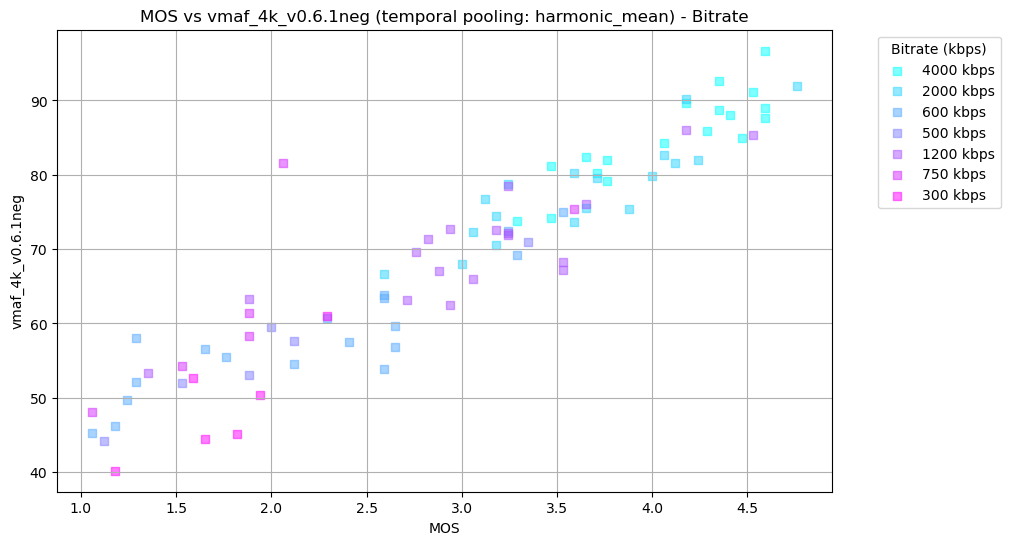 MOS vs vmaf_4k_v0.6.1neg (temporal pooling: harmonic_mean) - Bitrate
vmaf_4k_v0.6.1neg
90
80
70
60
50
40
1.0 1.5 2.0 2.5 3.0 3.5 4.0 4.5
MOS
Bitrate (kbps)
4000 kbps
2000 kbps
600 kbps
500 kbps
1200 kbps
750 kbps
300 kbps